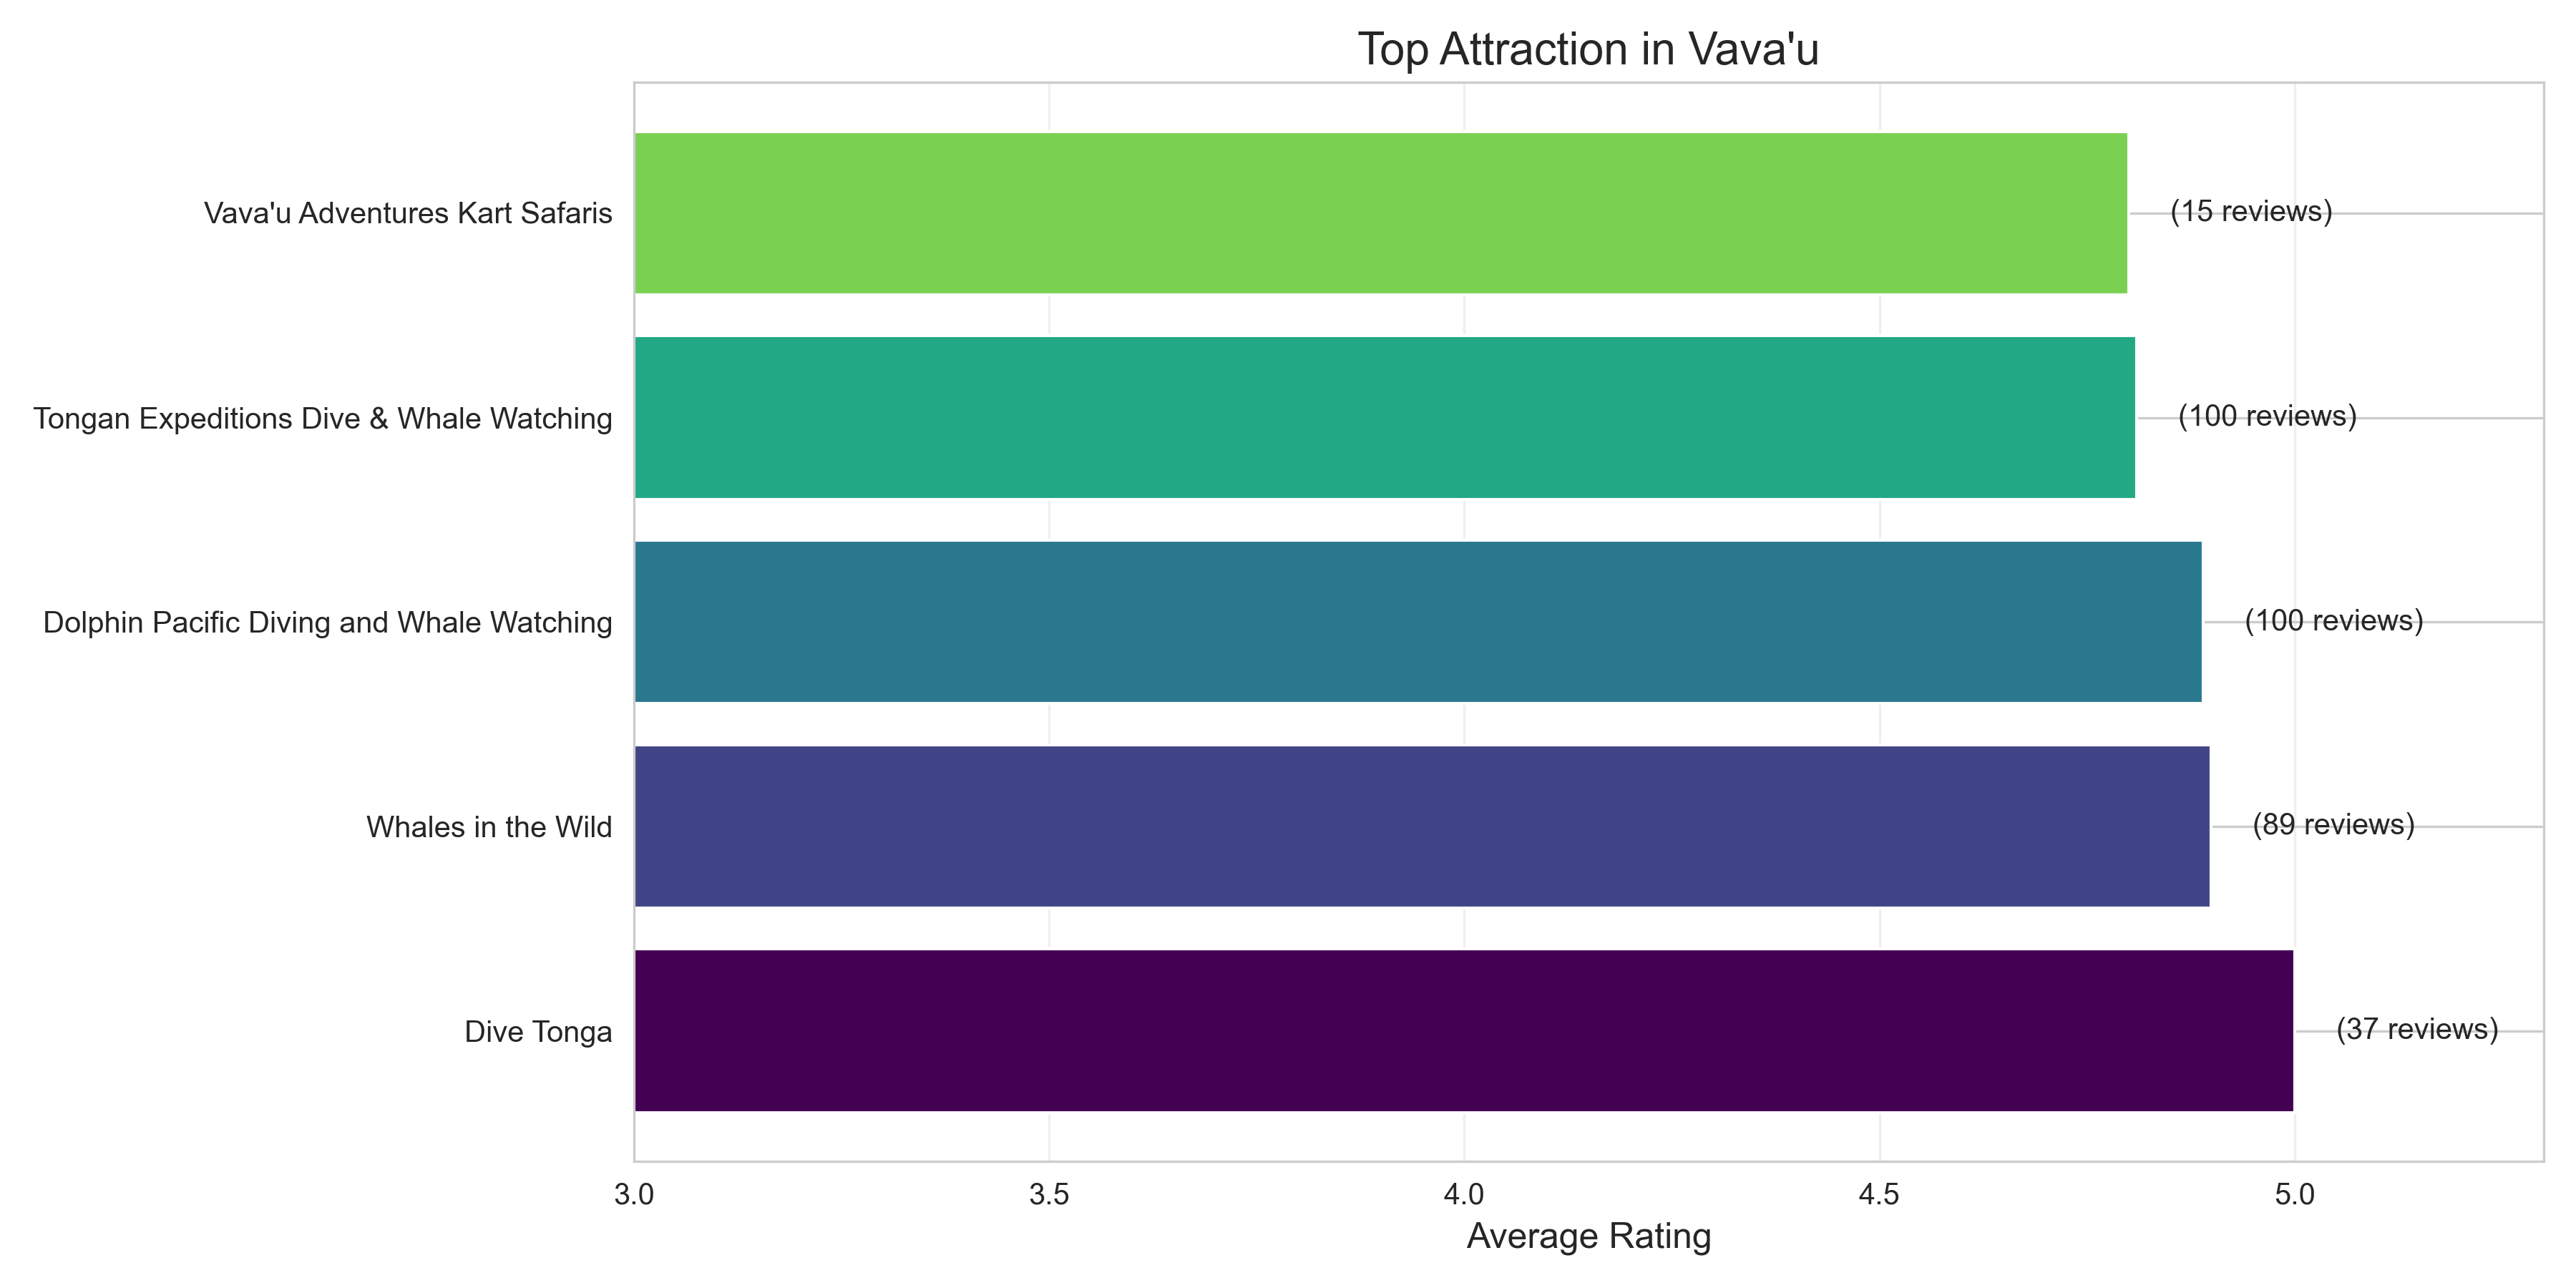 Top Attraction in Vava'u
Vava'u Adventures Kart Safaris
(15 reviews)
Tongan Expeditions Dive & Whale Watching
(100 reviews)
Dolphin Pacific Diving and Whale Watching
(100 reviews)
Whales in the Wild
(89 reviews)
Dive Tonga
(37 reviews)
3.0 3.5 4.0 4.5 5.0
Average Rating